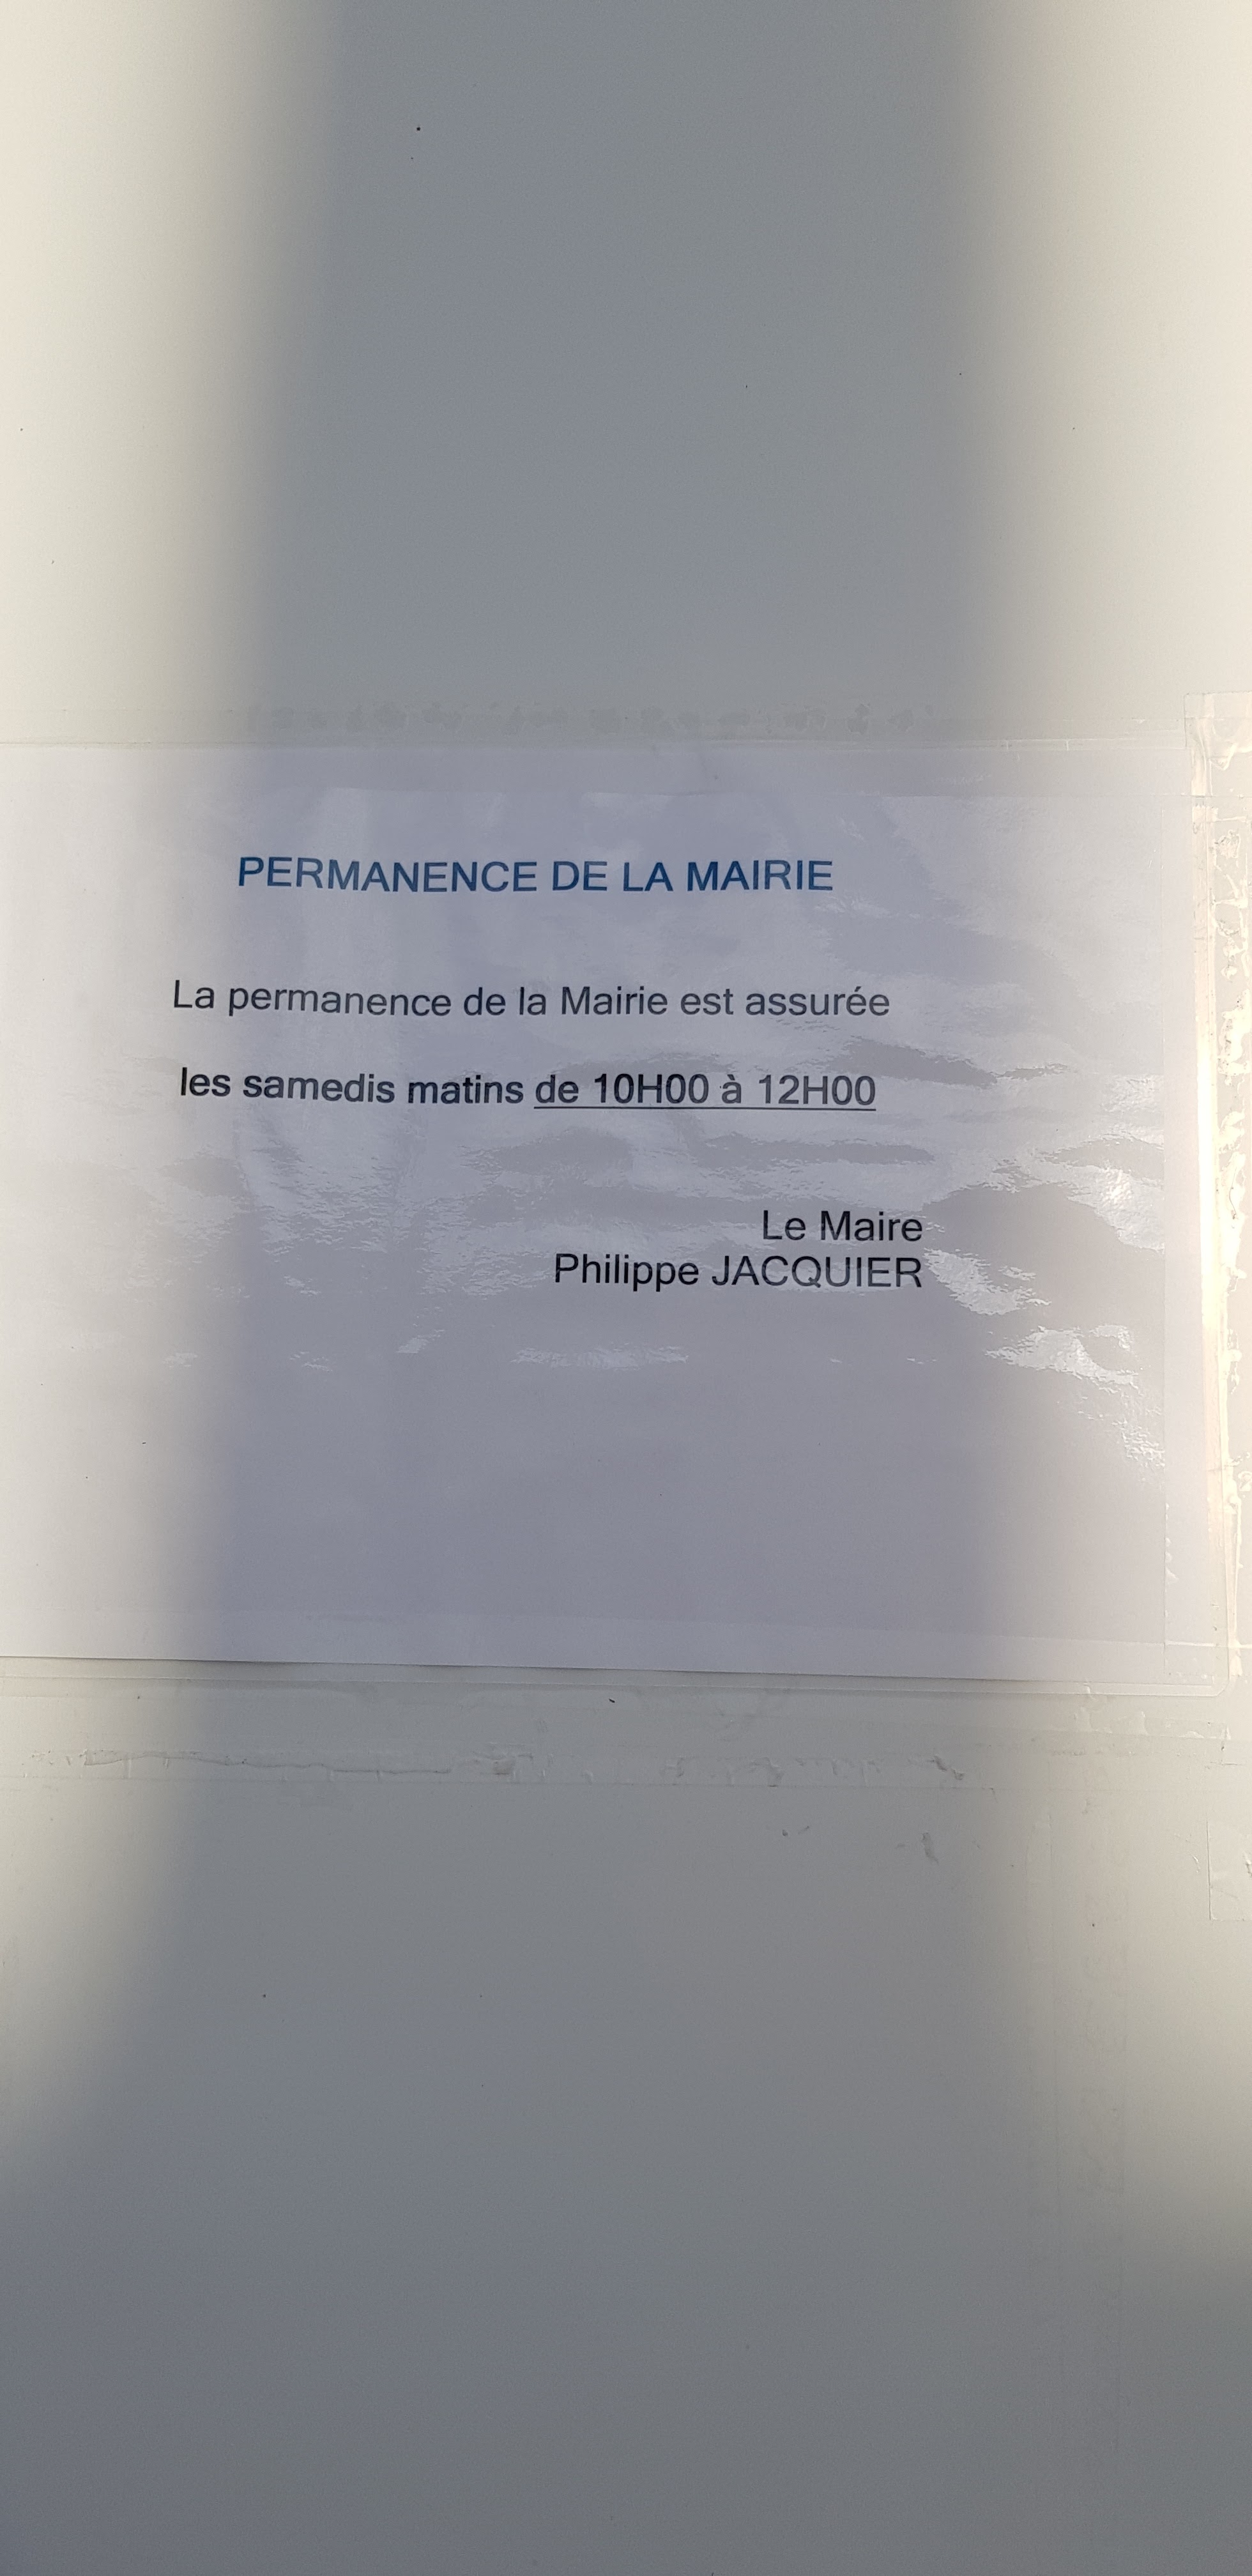 PERMANENCE DE LA MAIRIE
La permanence de la Mairie est assurée
les samedis matins de 10H00 à 12H00
Le Maire
Philippe JACQUIER